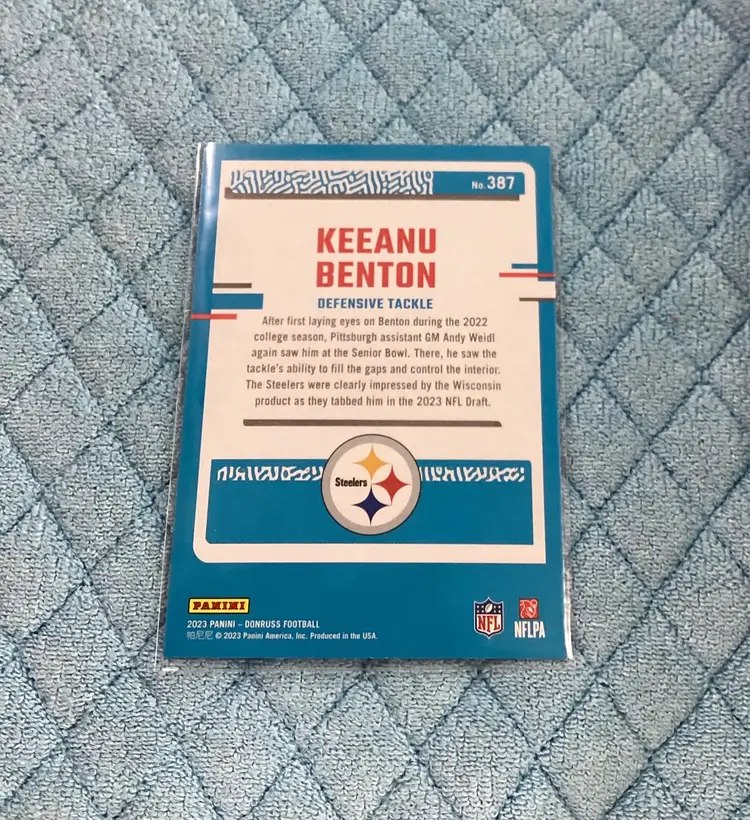 No. 387
KEEANU
BENTON
DEFENSIVE TACKLE
After first laying eyes on Benton during the 2022
college season, Pittsburgh assistant GM Andy Weidl
again saw him at the Senior Bowl. There, he saw the
tackle's ability to fill the gaps and control the interior.
The Steelers were clearly impressed by the Wisconsin
product as they tabbed him in the 2023 NFL Draft.
Steelers
PANINI
2023 PANINI – DONRUSS FOOTBALL
帕尼尼 © 2023 Panini America, Inc. Produced in the USA.
NFL
NFLPA